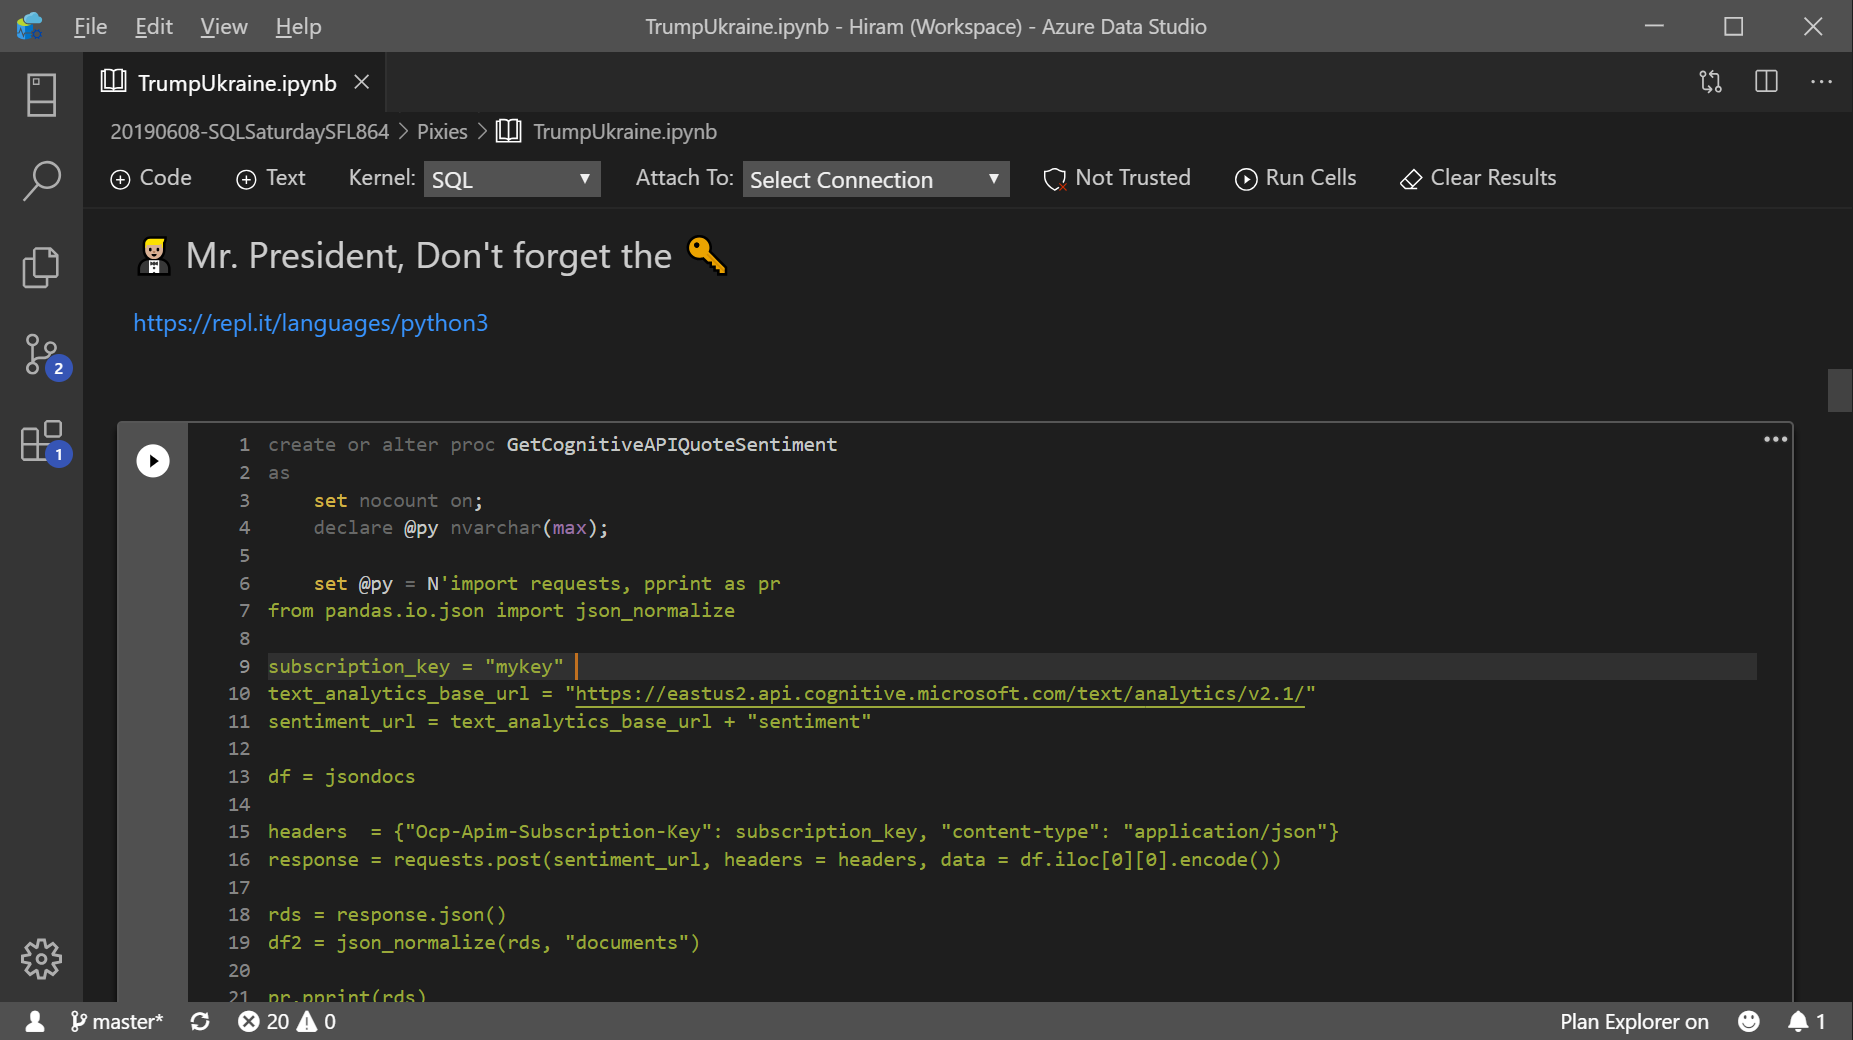 File Edit View Help TrumpUkraine.ipynb - Hiram (Workspace) - Azure Data Studio
TrumpUkraine.ipynb
20190608-SQLSaturdaySFL864 > Pixies > TrumpUkraine.ipynb
Code Text Kernel: SQL Attach To: Select Connection Not Trusted Run Cells Clear Results
Mr. President, Don't forget the
https://repl.it/languages/python3
2
1
1 create or alter proc GetCognitiveAPIQuoteSentiment
2 as
3     set nocount on;
4     declare @py nvarchar(max);
5
6     set @py = N'import requests, pprint as pr
7 from pandas.io.json import json_normalize
8
9 subscription_key = "mykey"
10 text_analytics_base_url = "https://eastus2.api.cognitive.microsoft.com/text/analytics/v2.1/"
11 sentiment_url = text_analytics_base_url + "sentiment"
12
13 df = jsondocs
14
15 headers  = {"Ocp-Apim-Subscription-Key": subscription_key, "content-type": "application/json"}
16 response = requests.post(sentiment_url, headers = headers, data = df.iloc[0][0].encode())
17
18 rds = response.json()
19 df2 = json_normalize(rds, "documents")
20
21 pr.pprint(rds)
master* 20 0 Plan Explorer on 1